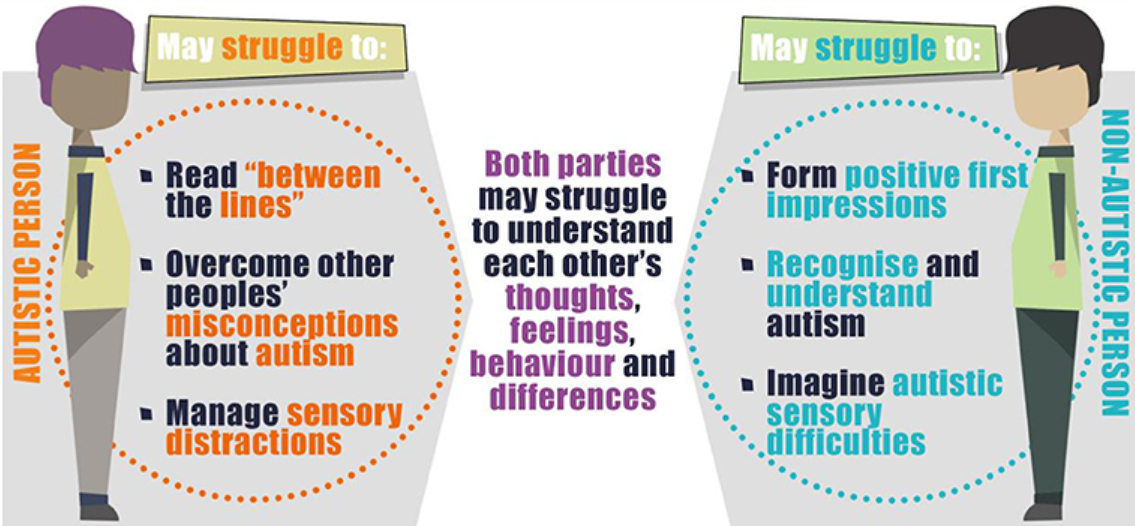 May struggle to:
AUTISTIC PERSON
▪ Read “between
the lines”
▪ Overcome other
peoples’
misconceptions
about autism
▪ Manage sensory
distractions
Both parties
may struggle
to understand
each other’s
thoughts,
feelings,
behaviour and
differences
May struggle to:
▪ Form positive first
impressions
▪ Recognise and
understand
autism
▪ Imagine autistic
sensory
difficulties
NON-AUTISTIC PERSON